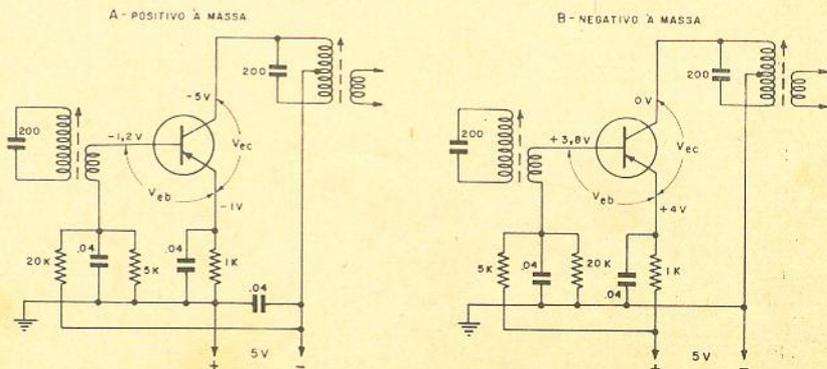 A - POSITIVO A MASSA
200
200
-5V
-1,2V
Vec
Veb
-1V
20K
.04
5K
.04
1K
.04
5V
+
-
B - NEGATIVO A MASSA
200
200
0V
+3,8V
Vec
Veb
+4V
5K
.04
20K
.04
1K
5V
+
-